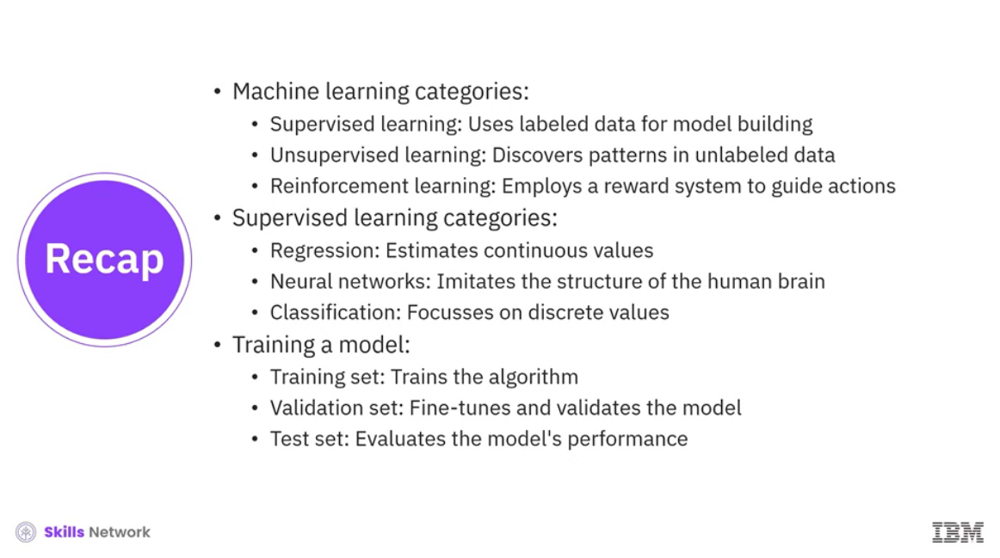 Recap
• Machine learning categories:
• Supervised learning: Uses labeled data for model building
• Unsupervised learning: Discovers patterns in unlabeled data
• Reinforcement learning: Employs a reward system to guide actions
• Supervised learning categories:
• Regression: Estimates continuous values
• Neural networks: Imitates the structure of the human brain
• Classification: Focusses on discrete values
• Training a model:
• Training set: Trains the algorithm
• Validation set: Fine-tunes and validates the model
• Test set: Evaluates the model's performance
Skills Network
IBM